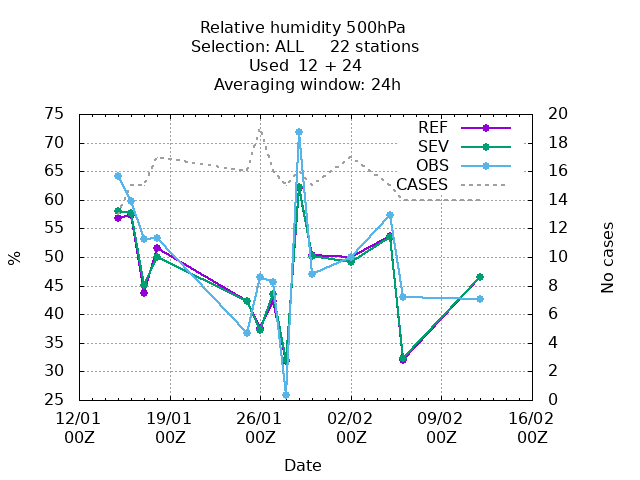 Relative humidity 500hPa
Selection: ALL     22 stations
Used  12 + 24
Averaging window: 24h
75
70
65
60
55
50
45
40
35
30
25
%
20
18
16
14
12
10
8
6
4
2
0
No cases
REF
SEV
OBS
CASES
12/01 19/01 26/01 02/02 09/02 16/02
00Z 00Z 00Z 00Z 00Z 00Z
Date